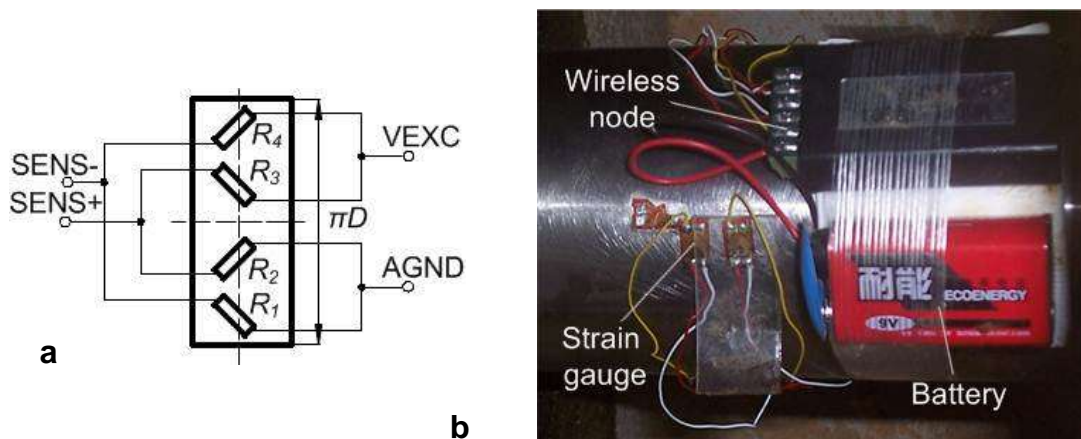 a
SENS-
SENS+
R4
R3
R2
R1
πD
VEXC
AGND
b
Wireless
node
Strain
gauge
Battery
耐能
ECOENERGY
9V